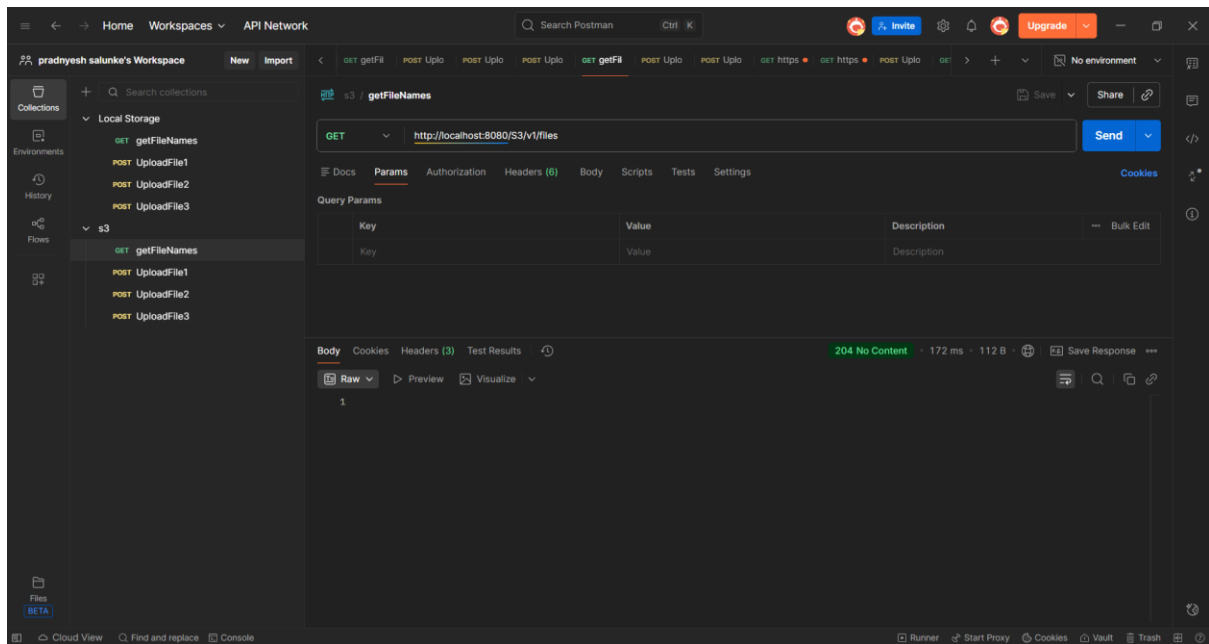 Home Workspaces API Network Search Postman Ctrl K Invite Upgrade
pradnyesh salunke's Workspace New Import GET getFil POST Uplo POST Uplo POST Uplo GET getFil POST Uplo POST Uplo GET https GET https POST Uplo GE No environment
Collections
Environments
History
Flows
Files
BETA
Search collections
Local Storage
GET getFileNames
POST UploadFile1
POST UploadFile2
POST UploadFile3
s3
GET getFileNames
POST UploadFile1
POST UploadFile2
POST UploadFile3
HTTP s3 / getFileNames Save Share
GET http://localhost:8080/S3/v1/files Send
Docs Params Authorization Headers (6) Body Scripts Tests Settings Cookies
Query Params
Key Value Description Bulk Edit
Key Value Description
Body Cookies Headers (3) Test Results 204 No Content 172 ms 112 B Save Response
Raw Preview Visualize
1
Cloud View Find and replace Console Runner Start Proxy Cookies Vault Trash